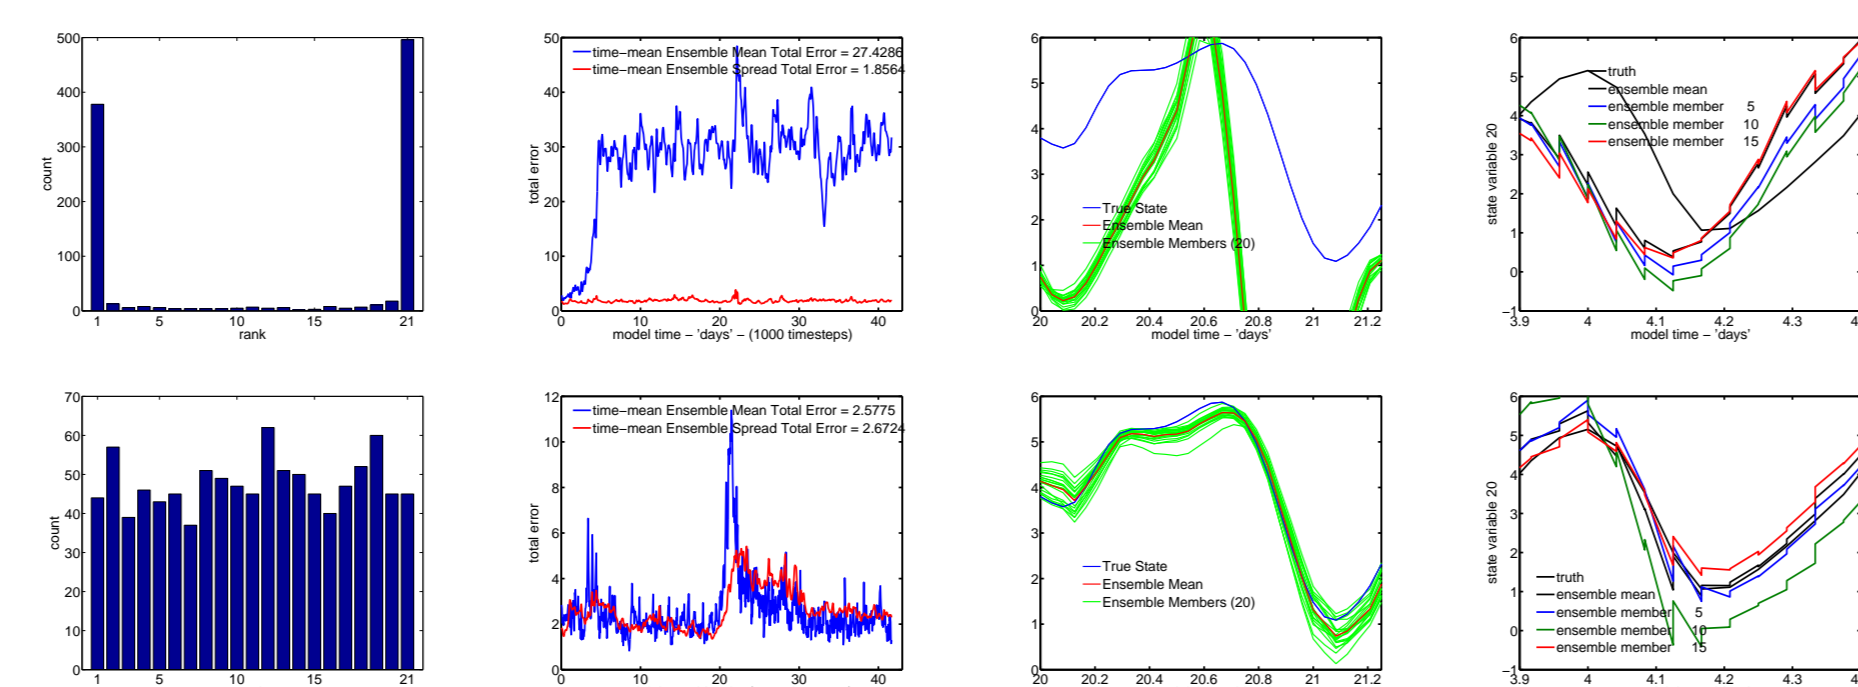 500
400
300
200
100
0
count
1 5 10 15 21
rank
50
40
30
20
10
0
total error
time−mean Ensemble Mean Total Error = 27.4286
time−mean Ensemble Spread Total Error = 1.8564
0 10 20 30 40
model time − 'days' − (1000 timesteps)
6
5
4
3
2
1
0
True State
Ensemble Mean
Ensemble Members (20)
20 20.2 20.4 20.6 20.8 21 21.2
model time − 'days'
6
5
4
3
2
1
0
−1
state variable 20
truth
ensemble mean
ensemble member 5
ensemble member 10
ensemble member 15
3.9 4 4.1 4.2 4.3
model time − 'days'
70
60
50
40
30
20
10
0
count
1 5 10 15 21
12
10
8
6
4
2
0
total error
time−mean Ensemble Mean Total Error = 2.5775
time−mean Ensemble Spread Total Error = 2.6724
0 10 20 30 40
6
5
4
3
2
1
0
True State
Ensemble Mean
Ensemble Members (20)
20 20.2 20.4 20.6 20.8 21 21.2
6
5
4
3
2
1
0
−1
state variable 20
truth
ensemble mean
ensemble member 5
ensemble member 10
ensemble member 15
3.9 4 4.1 4.2 4.3